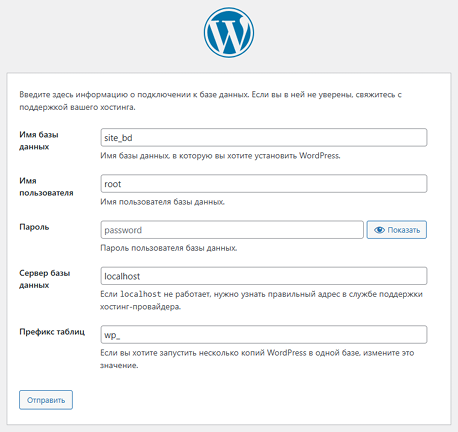 Введите здесь информацию о подключении к базе данных. Если вы в ней не уверены, свяжитесь с
поддержкой вашего хостинга.
Имя базы
данных
site_bd
Имя базы данных, в которую вы хотите установить WordPress.
Имя
пользователя
root
Имя пользователя базы данных.
Пароль
password
Показать
Пароль пользователя базы данных.
Сервер базы
данных
localhost
Если localhost не работает, нужно узнать правильный адрес в службе поддержки
хостинг-провайдера.
Префикс таблиц
wp_
Если вы хотите запустить несколько копий WordPress в одной базе, измените это
значение.
Отправить